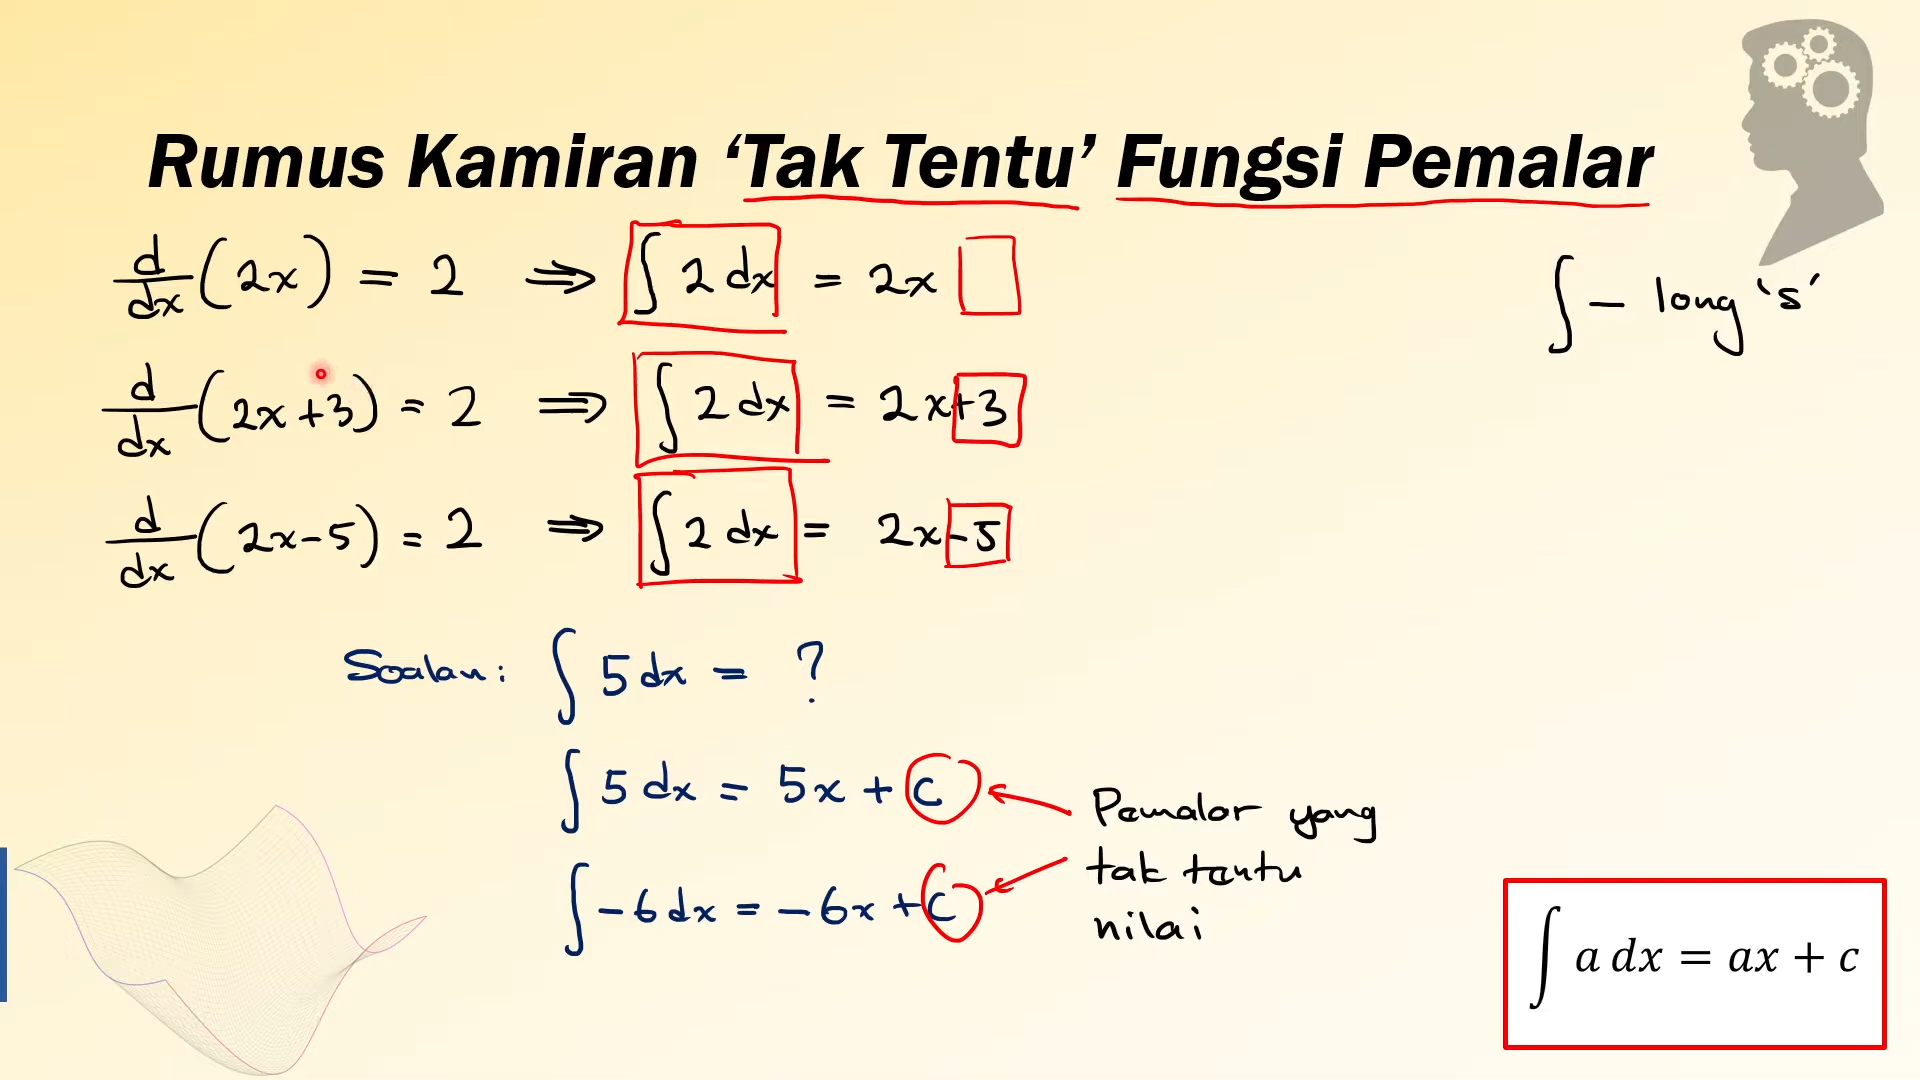 Rumus Kamiran ‘Tak Tentu’ Fungsi Pemalar
d/dx (2x) = 2 ⇒ ∫ 2 dx = 2x
∫ – long ‘s’
d/dx (2x+3) = 2 ⇒ ∫ 2 dx = 2x+3
d/dx (2x-5) = 2 ⇒ ∫ 2 dx = 2x-5
Soalan: ∫ 5 dx = ?
∫ 5 dx = 5x + c
∫ -6 dx = -6x + c
Pemalar yang
tak tentu
nilai
∫ a dx = ax + c